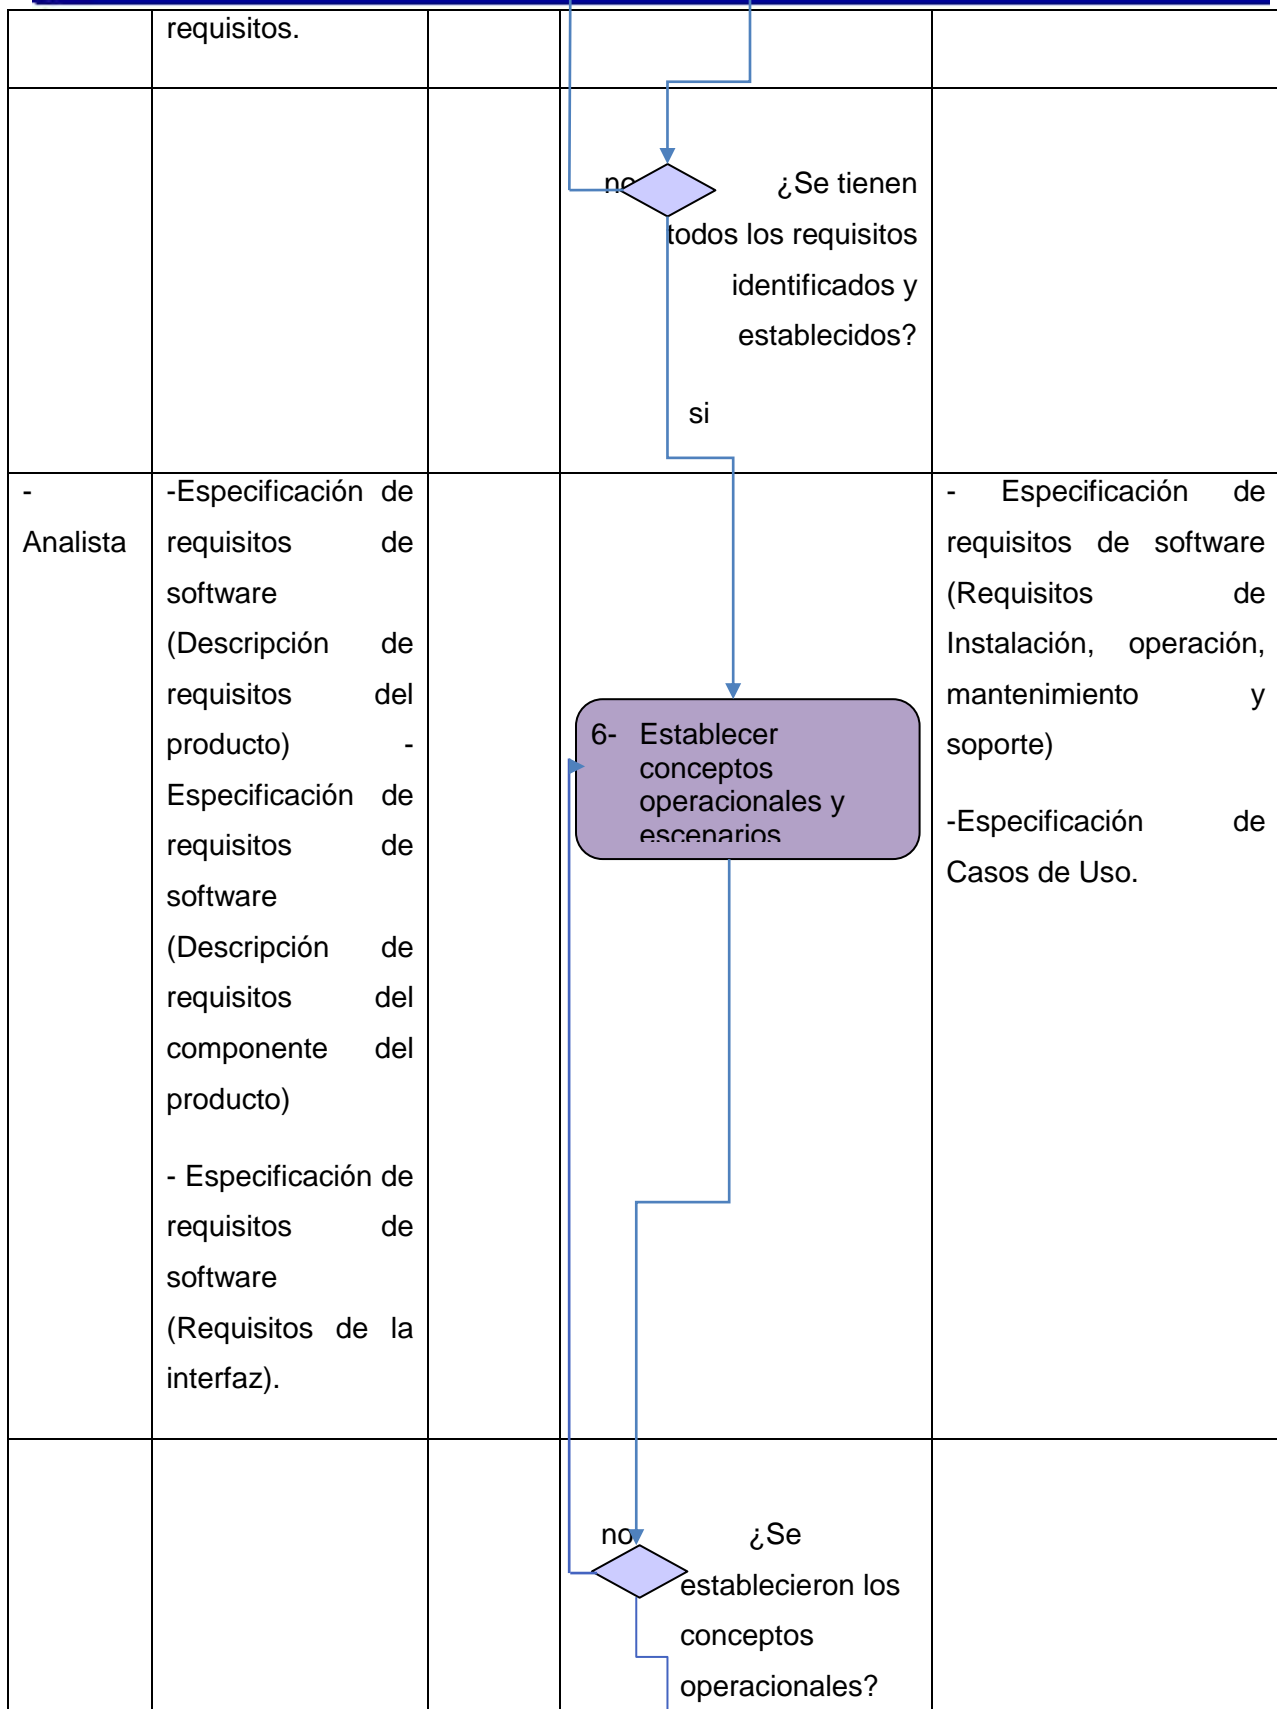 requisitos.
no
¿Se tienen
todos los requisitos
identificados y
establecidos?
si
-
Analista
-Especificación de
requisitos de
software
(Descripción de
requisitos del
producto) -
Especificación de
requisitos de
software
(Descripción de
requisitos del
componente del
producto)
- Especificación de
requisitos de
software
(Requisitos de la
interfaz).
6- Establecer
conceptos
operacionales y
escenarios
- Especificación de
requisitos de software
(Requisitos de
Instalación, operación,
mantenimiento y
soporte)
-Especificación de
Casos de Uso.
no
¿Se
establecieron los
conceptos
operacionales?